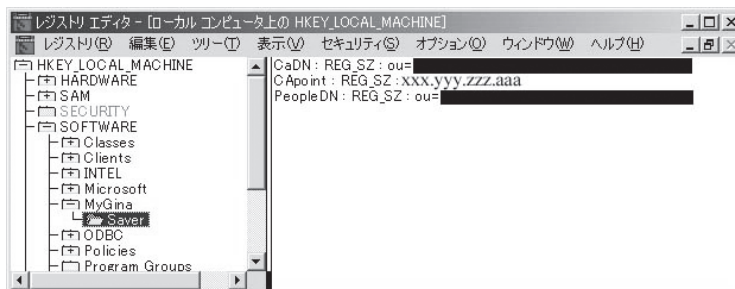 レジストリ エディタ - [ローカル コンピュータ上の HKEY_LOCAL_MACHINE]
レジストリ(R) 編集(E) ツリー(T) 表示(V) セキュリティ(S) オプション(O) ウィンドウ(W) ヘルプ(H)
HKEY_LOCAL_MACHINE
HARDWARE
SAM
SECURITY
SOFTWARE
Classes
Clients
INTEL
Microsoft
MyGina
Saver
ODBC
Policies
Program Groups
CaDN : REG_SZ : ou=
CApoint : REG_SZ : xxx.yyy.zzz.aaa
PeopleDN : REG_SZ : ou=